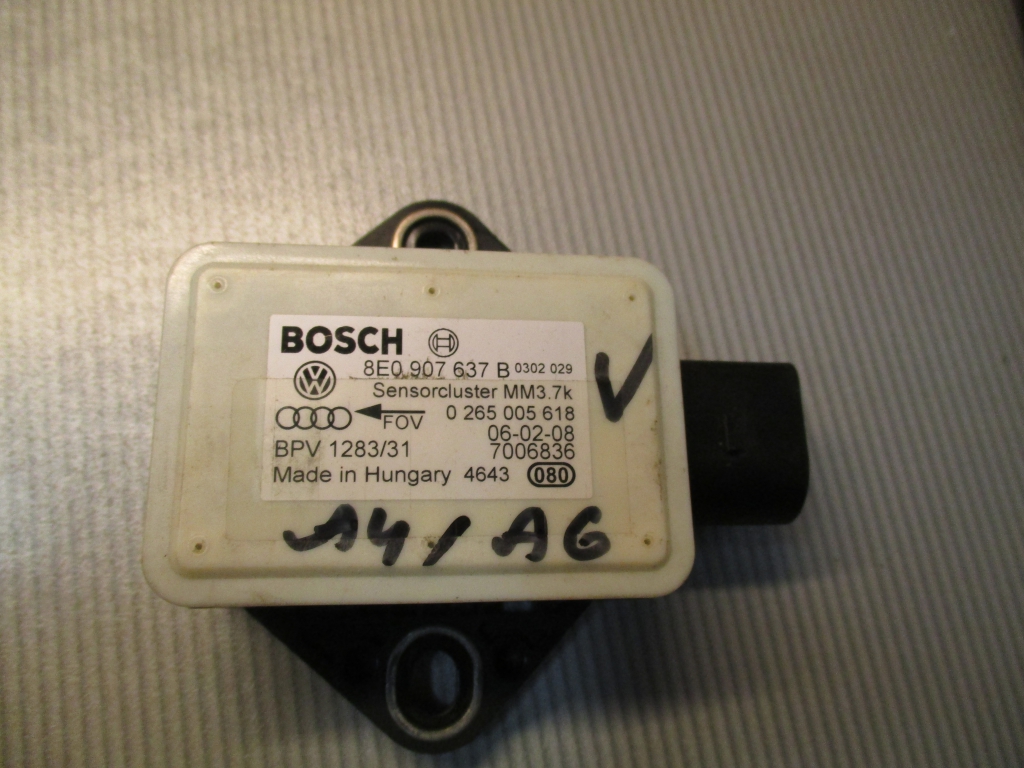 BOSCH
8E0 907 637 B 0302 029
Sensorcluster MM3.7k
FOV 0 265 005 618
06-02-08
BPV 1283/31 7006836
Made in Hungary 4643 080
V
A4 / A6